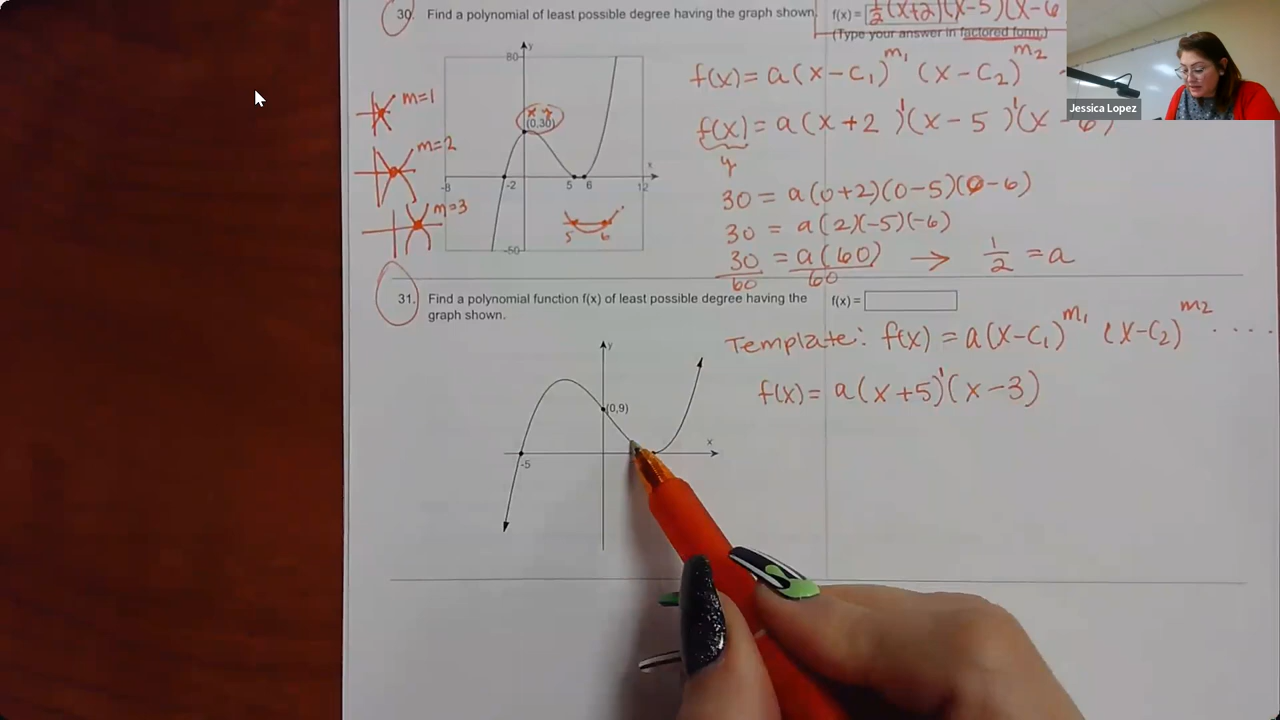 30. Find a polynomial of least possible degree having the graph shown.
f(x) = 1/2 (x+2)(x-5)(x-6
(Type your answer in factored form.)
80
y
(0,30)
x
-8
-2
5 6
12
-50
m=1
m=2
m=3
5 6
f(x) = a(x-c₁)^m₁ (x-c₂)^m₂
f(x) = a(x+2)¹(x-5)¹(x-6)
y
30 = a(0+2)(0-5)(0-6)
30 = a(2)(-5)(-6)
30 = a(60) → 1/2 = a
60 60
Jessica Lopez
31. Find a polynomial function f(x) of least possible degree having the
graph shown.
f(x) =
y
(0,9)
x
-5
Template: f(x) = a(x-c₁)^m₁ (x-c₂)^m₂ ....
f(x) = a(x+5)¹(x-3)